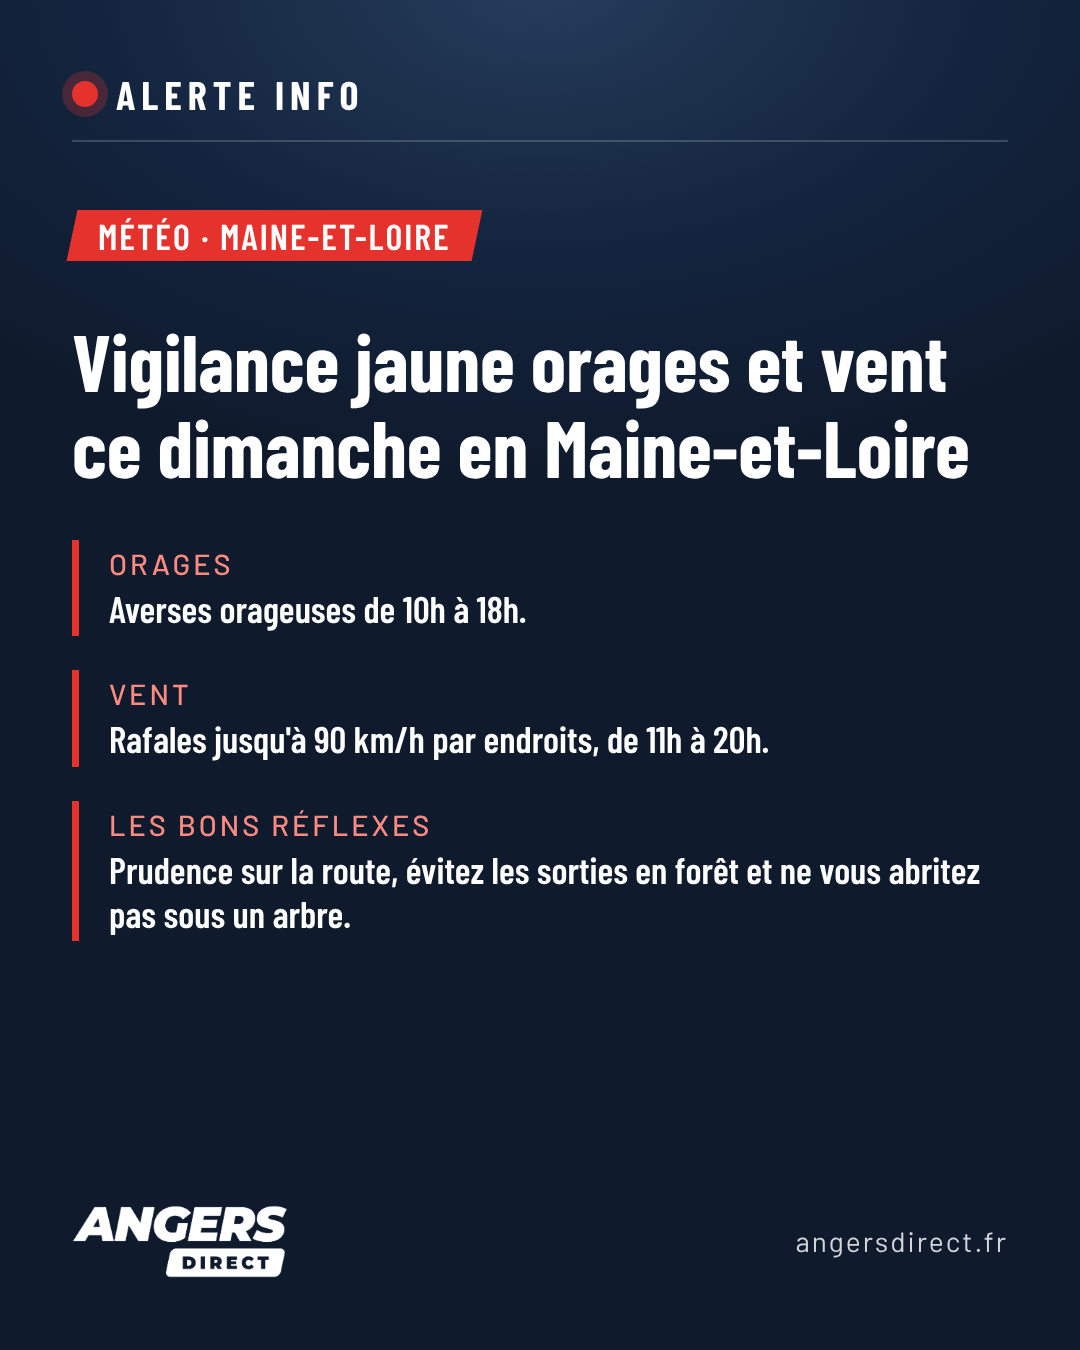 ALERTE INFO
MÉTÉO · MAINE-ET-LOIRE
Vigilance jaune orages et vent
ce dimanche en Maine-et-Loire
ORAGES
Averses orageuses de 10h à 18h.
VENT
Rafales jusqu'à 90 km/h par endroits, de 11h à 20h.
LES BONS RÉFLEXES
Prudence sur la route, évitez les sorties en forêt et ne vous abritez
pas sous un arbre.
ANGERS
DIRECT
angersdirect.fr